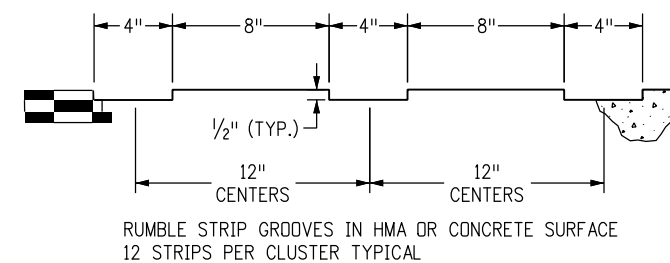 4" 8" 4" 8" 4"
½" (TYP.)
12" 12"
CENTERS CENTERS
RUMBLE STRIP GROOVES IN HMA OR CONCRETE SURFACE
12 STRIPS PER CLUSTER TYPICAL